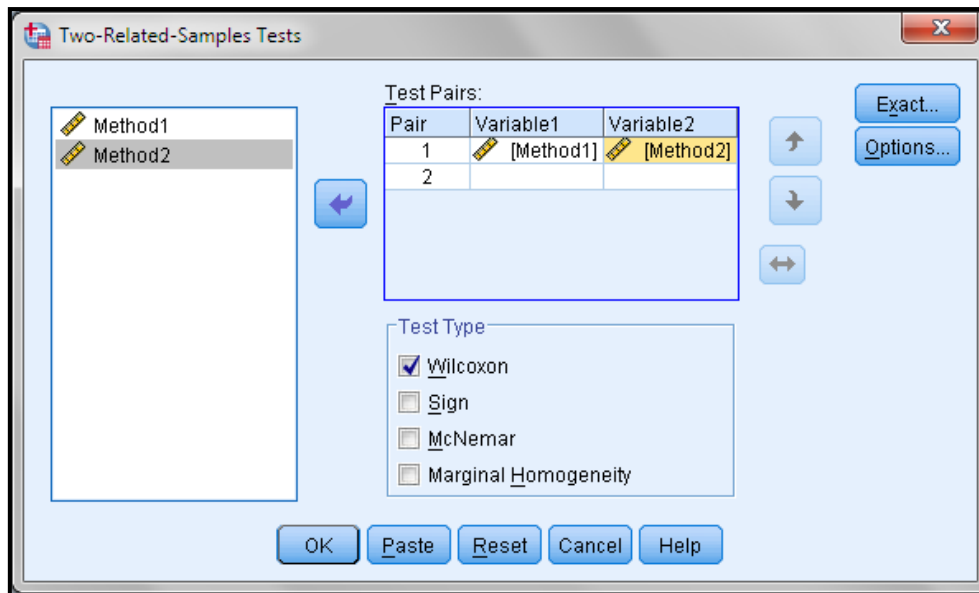 Two-Related-Samples Tests
X
Method1
Method2
Test Pairs:
Pair Variable1 Variable2
1 [Method1] [Method2]
2
Exact...
Options...
Test Type
Wilcoxon
Sign
McNemar
Marginal Homogeneity
OK Paste Reset Cancel Help